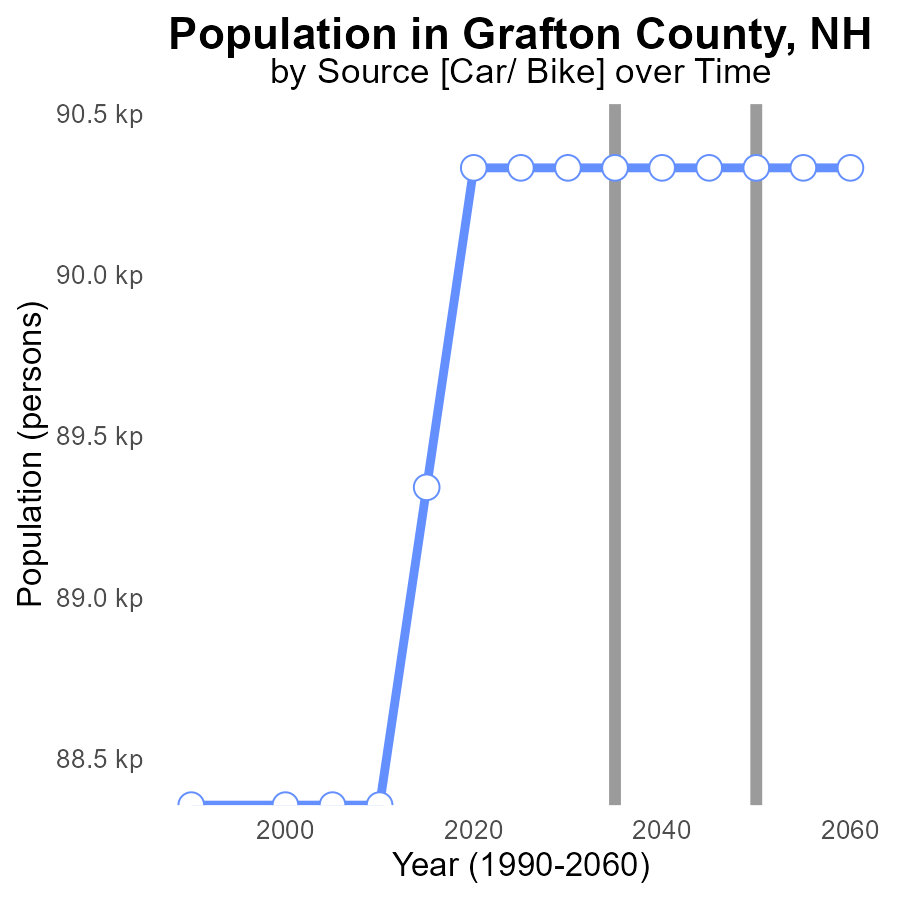 Population in Grafton County, NH
by Source [Car/ Bike] over Time
90.5 kp
90.0 kp
89.5 kp
89.0 kp
88.5 kp
Population (persons)
2000
2020
2040
2060
Year (1990-2060)